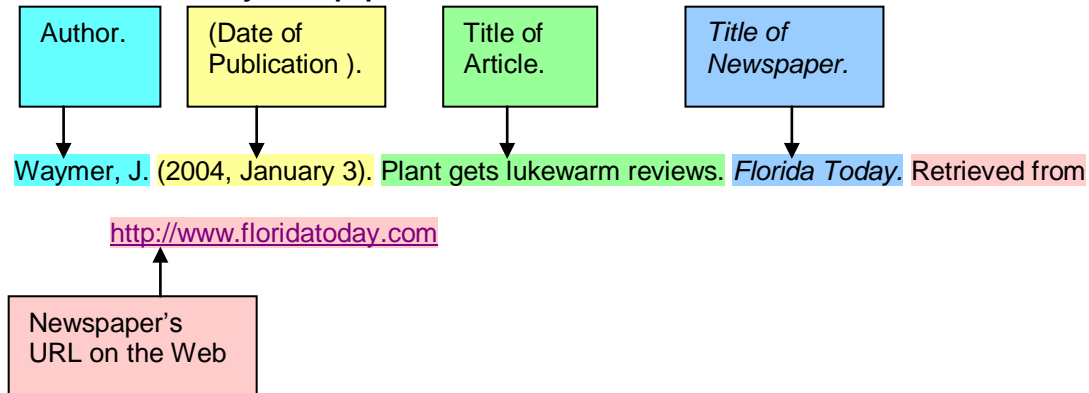 Author.
(Date of
Publication ).
Title of
Article.
Title of
Newspaper.
Waymer, J. (2004, January 3). Plant gets lukewarm reviews. Florida Today. Retrieved from
http://www.floridatoday.com
Newspaper’s
URL on the Web